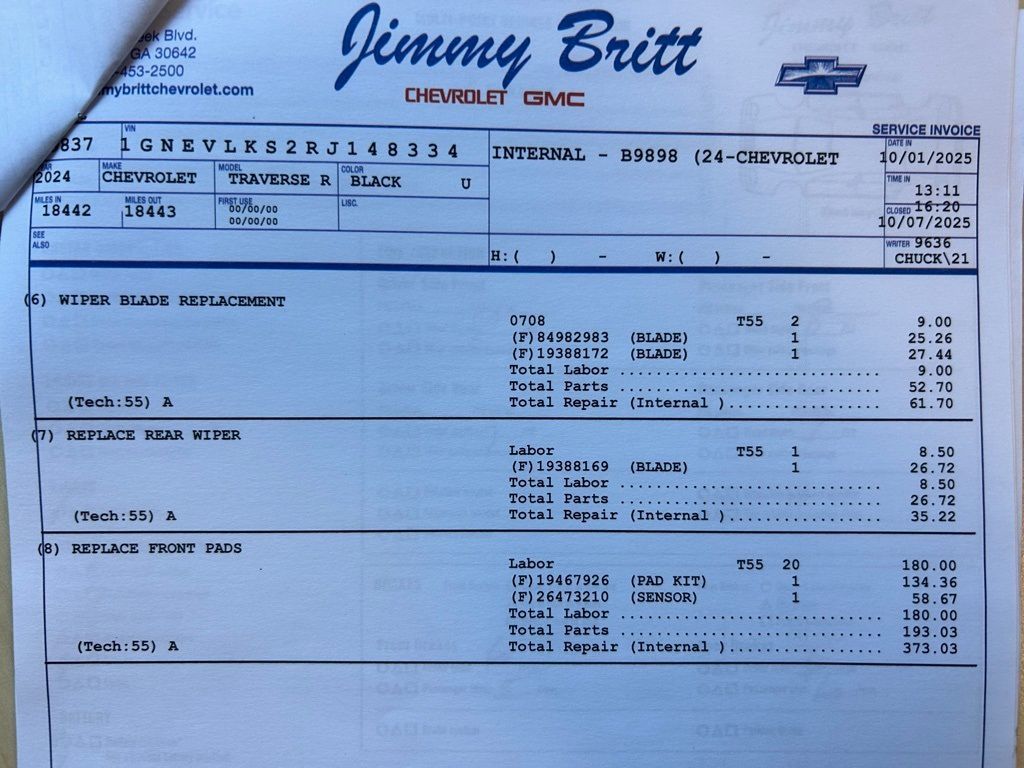 Jimmy Britt
CHEVROLET GMC
ek Blvd.
GA 30642
-453-2500
mybrittchevrolet.com
SERVICE INVOICE
837
VIN
1GNEVLKS2RJ148334
INTERNAL - B9898 (24-CHEVROLET
DATE IN
10/01/2025
2024
MAKE
CHEVROLET
MODEL
TRAVERSE R
COLOR
BLACK U
TIME IN
13:11
MILES IN
18442
MILES OUT
18443
FIRST USE
00/00/00
00/00/00
LISC.
16:20
CLOSED
10/07/2025
SEE
ALSO
H:( ) - W:( ) -
WRITER 9636
CHUCK\21
(6) WIPER BLADE REPLACEMENT
0708 T55 2 9.00
(F)84982983 (BLADE) 1 25.26
(F)19388172 (BLADE) 1 27.44
Total Labor ............................ 9.00
Total Parts ............................ 52.70
(Tech:55) A Total Repair (Internal )................ 61.70
(7) REPLACE REAR WIPER
Labor T55 1 8.50
(F)19388169 (BLADE) 1 26.72
Total Labor ............................ 8.50
Total Parts ............................ 26.72
(Tech:55) A Total Repair (Internal )................ 35.22
(8) REPLACE FRONT PADS
Labor T55 20 180.00
(F)19467926 (PAD KIT) 1 134.36
(F)26473210 (SENSOR) 1 58.67
Total Labor ............................ 180.00
Total Parts ............................ 193.03
(Tech:55) A Total Repair (Internal )................ 373.03